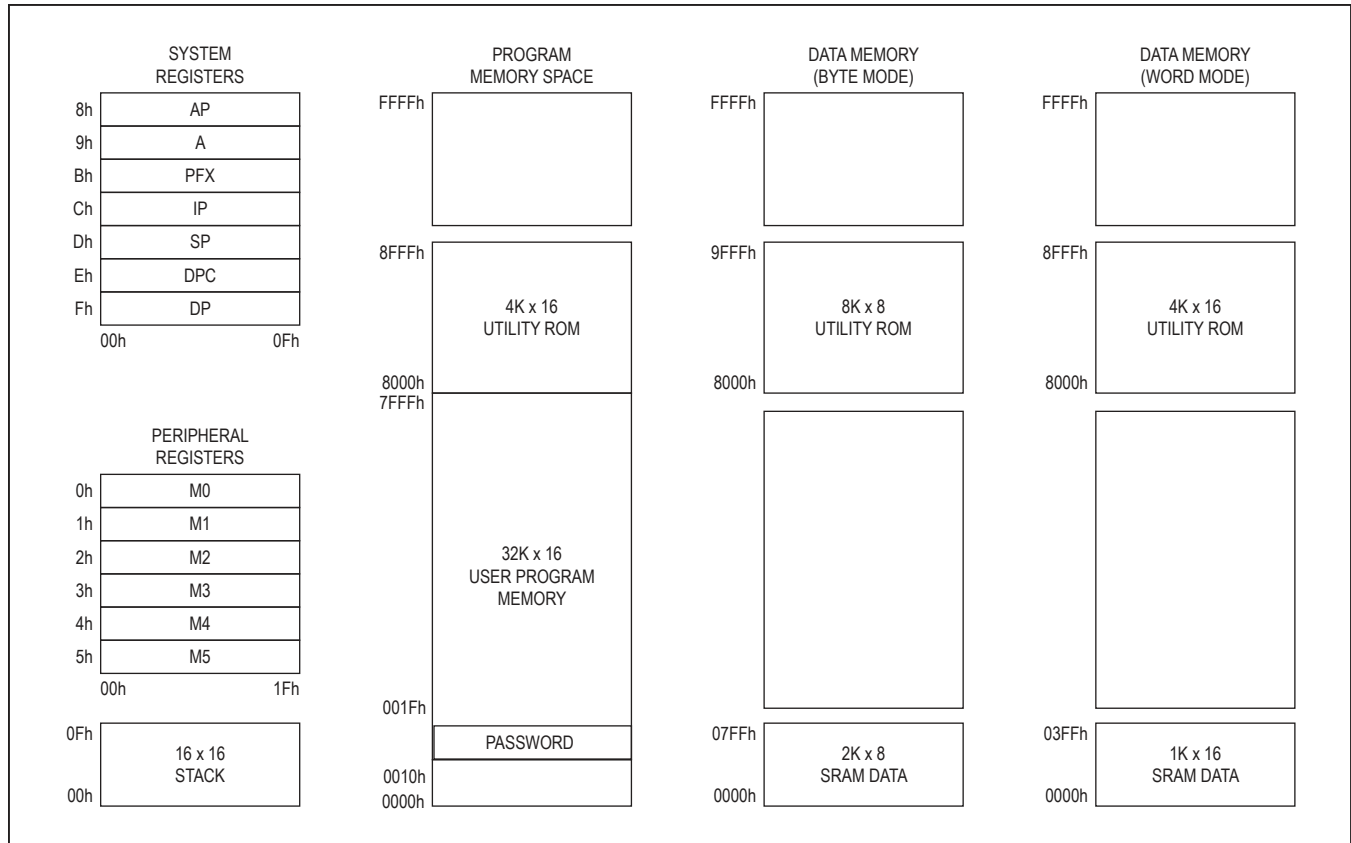 SYSTEM
REGISTERS
8h AP
9h A
Bh PFX
Ch IP
Dh SP
Eh DPC
Fh DP
00h 0Fh
PERIPHERAL
REGISTERS
0h M0
1h M1
2h M2
3h M3
4h M4
5h M5
00h 1Fh
0Fh
16 x 16
STACK
00h
PROGRAM
MEMORY SPACE
FFFFh
8FFFh
4K x 16
UTILITY ROM
8000h
7FFFh
32K x 16
USER PROGRAM
MEMORY
001Fh
PASSWORD
0010h
0000h
DATA MEMORY
(BYTE MODE)
FFFFh
9FFFh
8K x 8
UTILITY ROM
8000h
07FFh
2K x 8
SRAM DATA
0000h
DATA MEMORY
(WORD MODE)
FFFFh
8FFFh
4K x 16
UTILITY ROM
8000h
03FFh
1K x 16
SRAM DATA
0000h